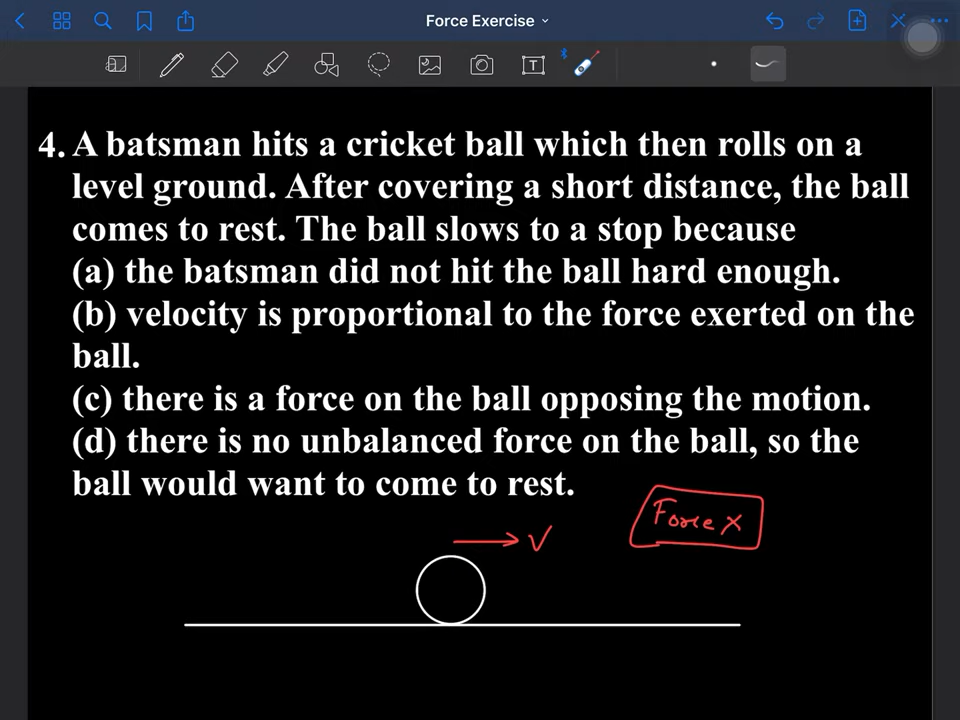 Force Exercise
T
4. A batsman hits a cricket ball which then rolls on a
level ground. After covering a short distance, the ball
comes to rest. The ball slows to a stop because
(a) the batsman did not hit the ball hard enough.
(b) velocity is proportional to the force exerted on the
ball.
(c) there is a force on the ball opposing the motion.
(d) there is no unbalanced force on the ball, so the
ball would want to come to rest.
Force X
V